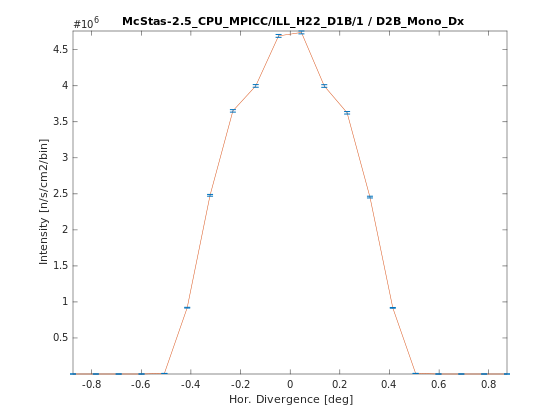 McStas-2.5_CPU_MPICC/ILL_H22_D1B/1 / D2B_Mono_Dx
#10^6
4.5
4
3.5
3
2.5
2
1.5
1
0.5
Intensity [n/s/cm2/bin]
-0.8 -0.6 -0.4 -0.2 0 0.2 0.4 0.6 0.8
Hor. Divergence [deg]